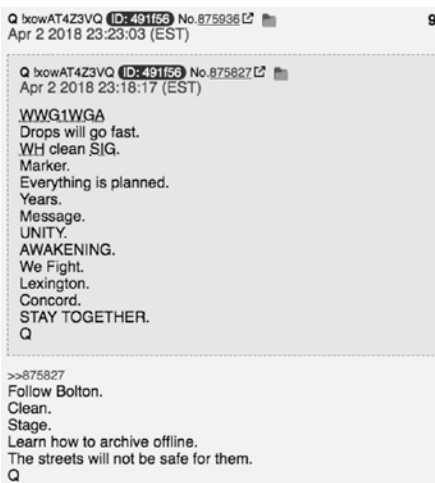 Q !xowAT4Z3VQ ID: 491f56 No.875936 9
Apr 2 2018 23:23:03 (EST)
Q !xowAT4Z3VQ ID: 491f56 No.875827
Apr 2 2018 23:18:17 (EST)
WWG1WGA
Drops will go fast.
WH clean SIG.
Marker.
Everything is planned.
Years.
Message.
UNITY.
AWAKENING.
We Fight.
Lexington.
Concord.
STAY TOGETHER.
Q
>>875827
Follow Bolton.
Clean.
Stage.
Learn how to archive offline.
The streets will not be safe for them.
Q